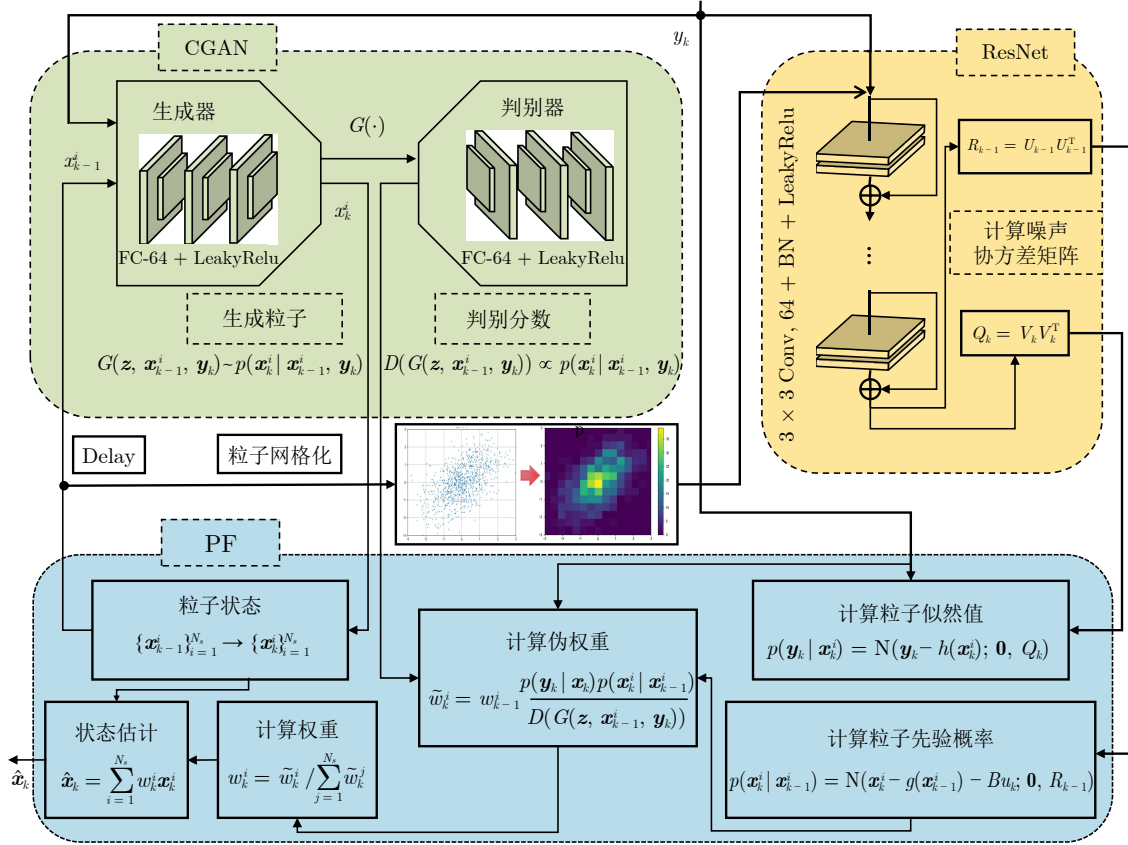 CGAN
y_k
ResNet
生成器
G(·)
判别器
x^i_{k-1}
x^i_k
FC-64 + LeakyRelu
FC-64 + LeakyRelu
生成粒子
判别分数
G(z, x^i_{k-1}, y_k)~p(x^i_k| x^i_{k-1}, y_k)
D(G(z, x^i_{k-1}, y_k)) ∝ p(x^i_k| x^i_{k-1}, y_k)
3 × 3 Conv, 64 + BN + LeakyRelu
R_{k-1} = U_{k-1}U^T_{k-1}
计算噪声
协方差矩阵
⋮
Q_k = V_kV^T_k
Delay
粒子网格化
p
PF
粒子状态
{x^i_{k-1}}^{N_s}_{i=1} → {x^i_k}^{N_s}_{i=1}
计算伪权重
w̃^i_k = w^i_{k-1} p(y_k| x_k)p(x^i_k| x^i_{k-1}) / D(G(z, x^i_{k-1}, y_k))
计算粒子似然值
p(y_k| x^i_k) = N(y_k − h(x^i_k); 0, Q_k)
状态估计
x̂_k = ∑^{N_s}_{i=1} w^i_k x^i_k
x̂_k
计算权重
w^i_k = w̃^i_k / ∑^{N_s}_{j=1} w̃^j_k
计算粒子先验概率
p(x^i_k| x^i_{k-1}) = N(x^i_k − g(x^i_{k-1}) − Bu_k; 0, R_{k-1})